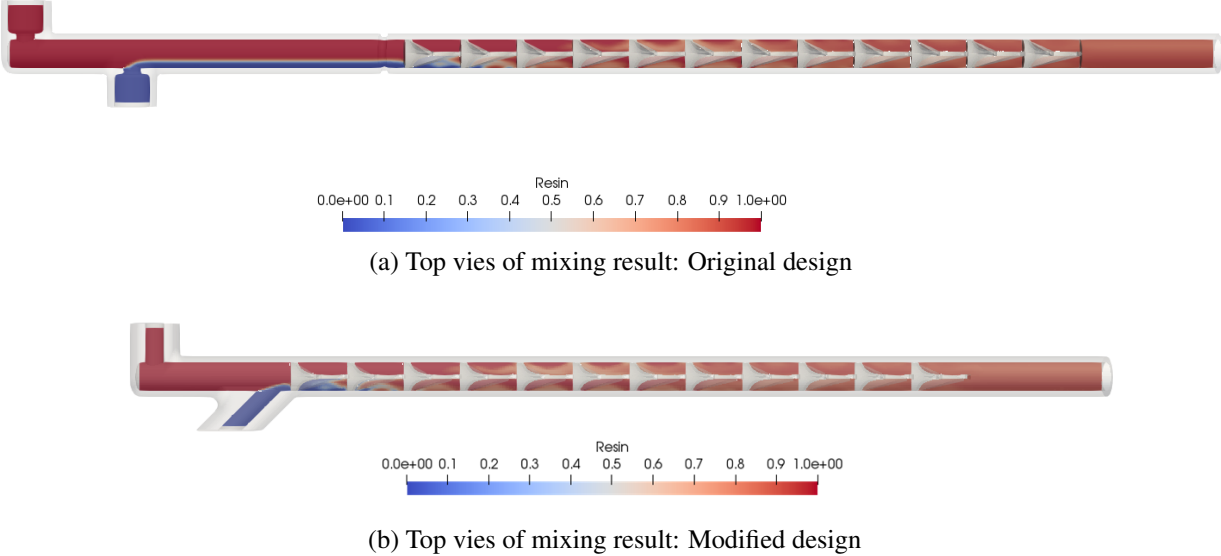 Resin
0.0e+00 0.1 0.2 0.3 0.4 0.5 0.6 0.7 0.8 0.9 1.0e+00
(a) Top vies of mixing result: Original design
Resin
0.0e+00 0.1 0.2 0.3 0.4 0.5 0.6 0.7 0.8 0.9 1.0e+00
(b) Top vies of mixing result: Modified design